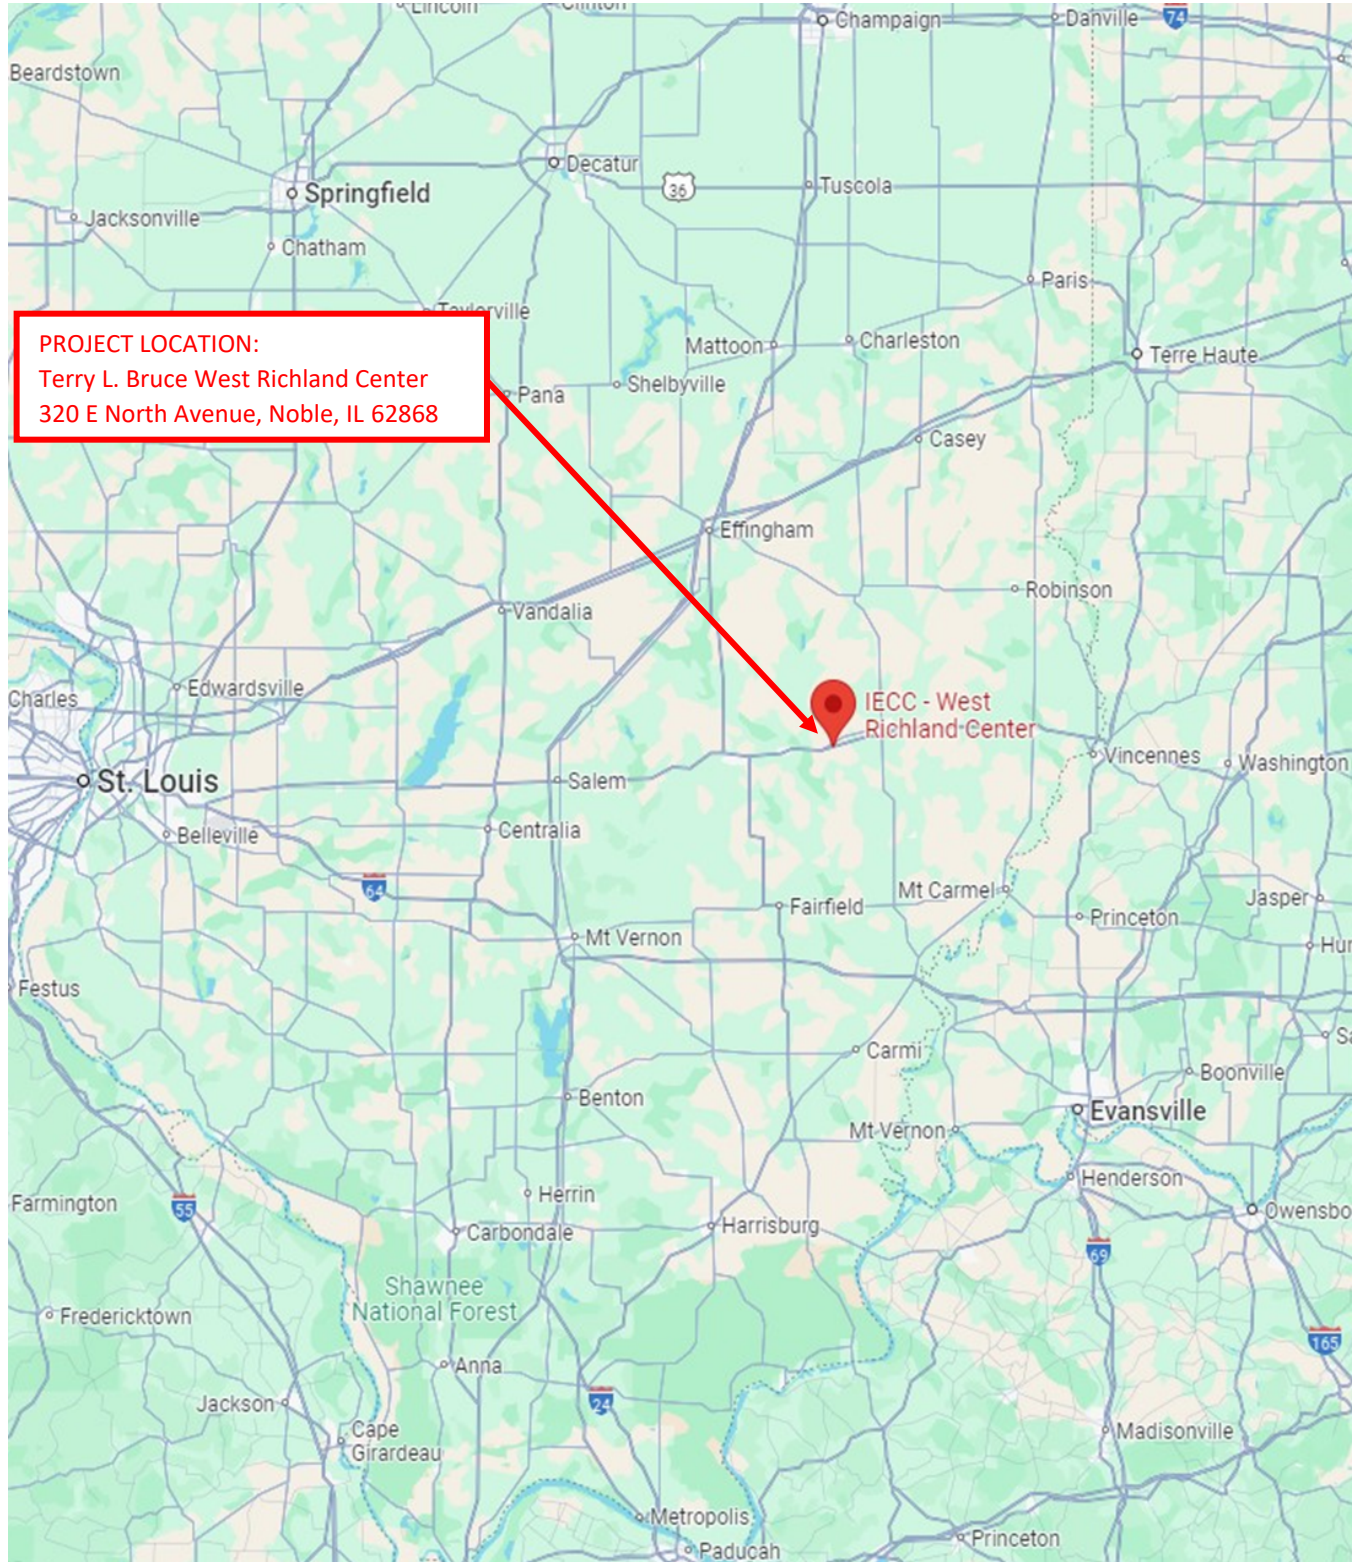 Lincoln
Clinton
Champaign
Danville
74
Beardstown
Decatur
36
Tuscola
Springfield
Jacksonville
Chatham
Paris
Taylorville
PROJECT LOCATION:
Terry L. Bruce West Richland Center
320 E North Avenue, Noble, IL 62868
Mattoon
Charleston
Terre Haute
Shelbyville
Pana
Casey
Effingham
Robinson
Vandalia
Edwardsville
Charles
IECC - West
Richland Center
Vincennes
Washington
St. Louis
Salem
Belleville
Centralia
64
Mt Carmel
Jasper
Fairfield
Princeton
Mt Vernon
Hur
Festus
Sa
Carmi
Boonville
Benton
Evansville
Mt Vernon
Henderson
Farmington
55
Herrin
Owensbo
Carbondale
Harrisburg
69
Shawnee
National Forest
Fredericktown
165
Anna
24
Jackson
Cape
Girardeau
Madisonville
Metropolis
Princeton
Paducah